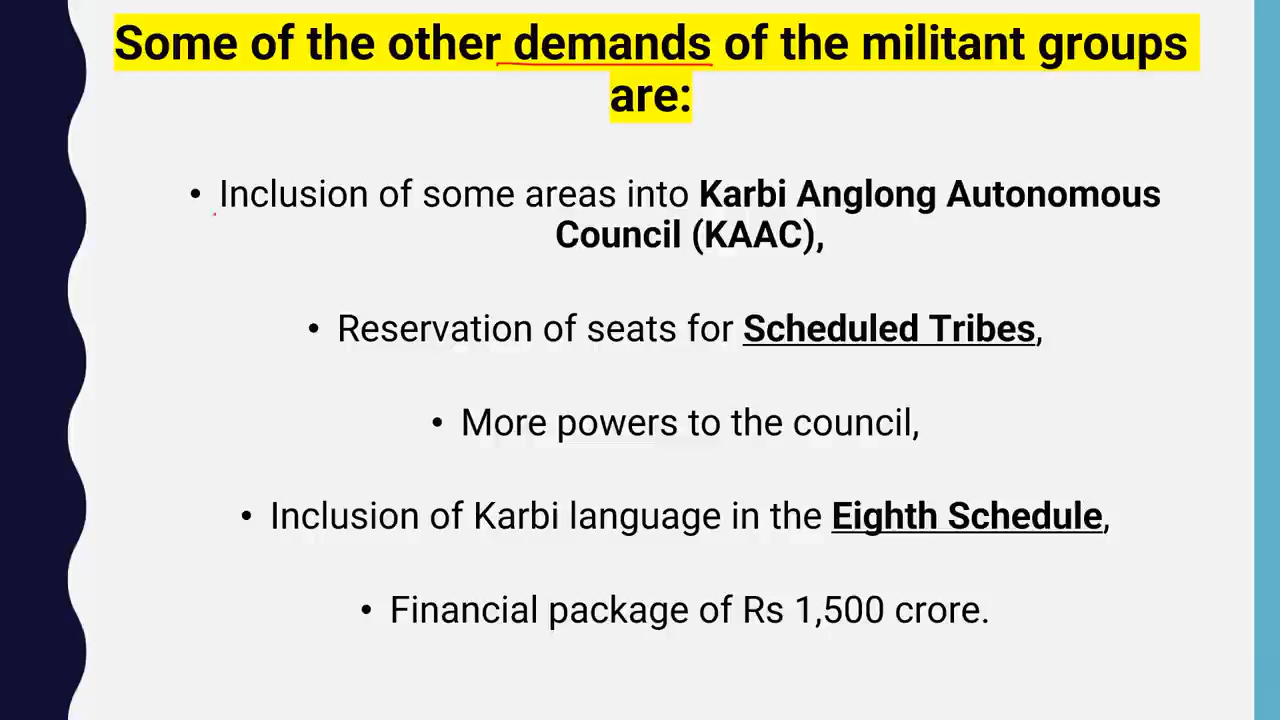 Some of the other demands of the militant groups
are:
• Inclusion of some areas into Karbi Anglong Autonomous
Council (KAAC),
• Reservation of seats for Scheduled Tribes,
• More powers to the council,
• Inclusion of Karbi language in the Eighth Schedule,
• Financial package of Rs 1,500 crore.